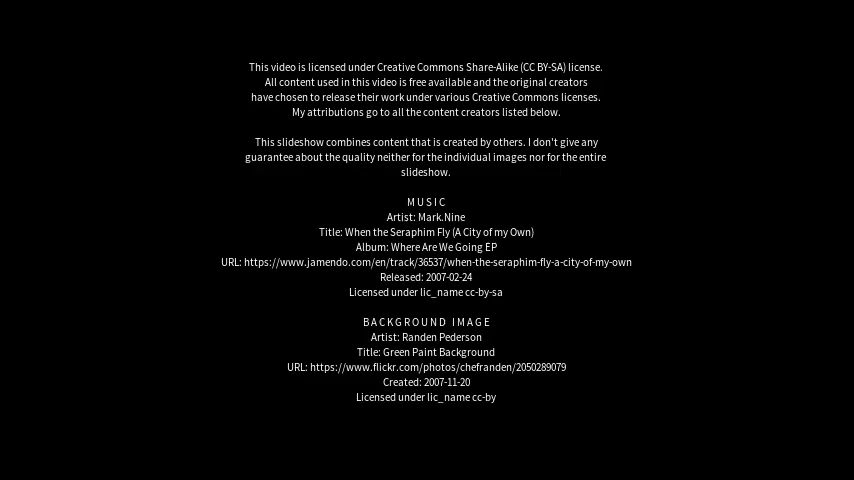 This video is licensed under Creative Commons Share-Alike (CC BY-SA) license.
All content used in this video is free available and the original creators
have chosen to release their work under various Creative Commons licenses.
My attributions go to all the content creators listed below.
This slideshow combines content that is created by others. I don't give any
guarantee about the quality neither for the individual images nor for the entire
slideshow.
M U S I C
Artist: Mark.Nine
Title: When the Seraphim Fly (A City of my Own)
Album: Where Are We Going EP
URL: https://www.jamendo.com/en/track/36537/when-the-seraphim-fly-a-city-of-my-own
Released: 2007-02-24
Licensed under lic_name cc-by-sa
B A C K G R O U N D   I M A G E
Artist: Randen Pederson
Title: Green Paint Background
URL: https://www.flickr.com/photos/chefranden/2050289079
Created: 2007-11-20
Licensed under lic_name cc-by